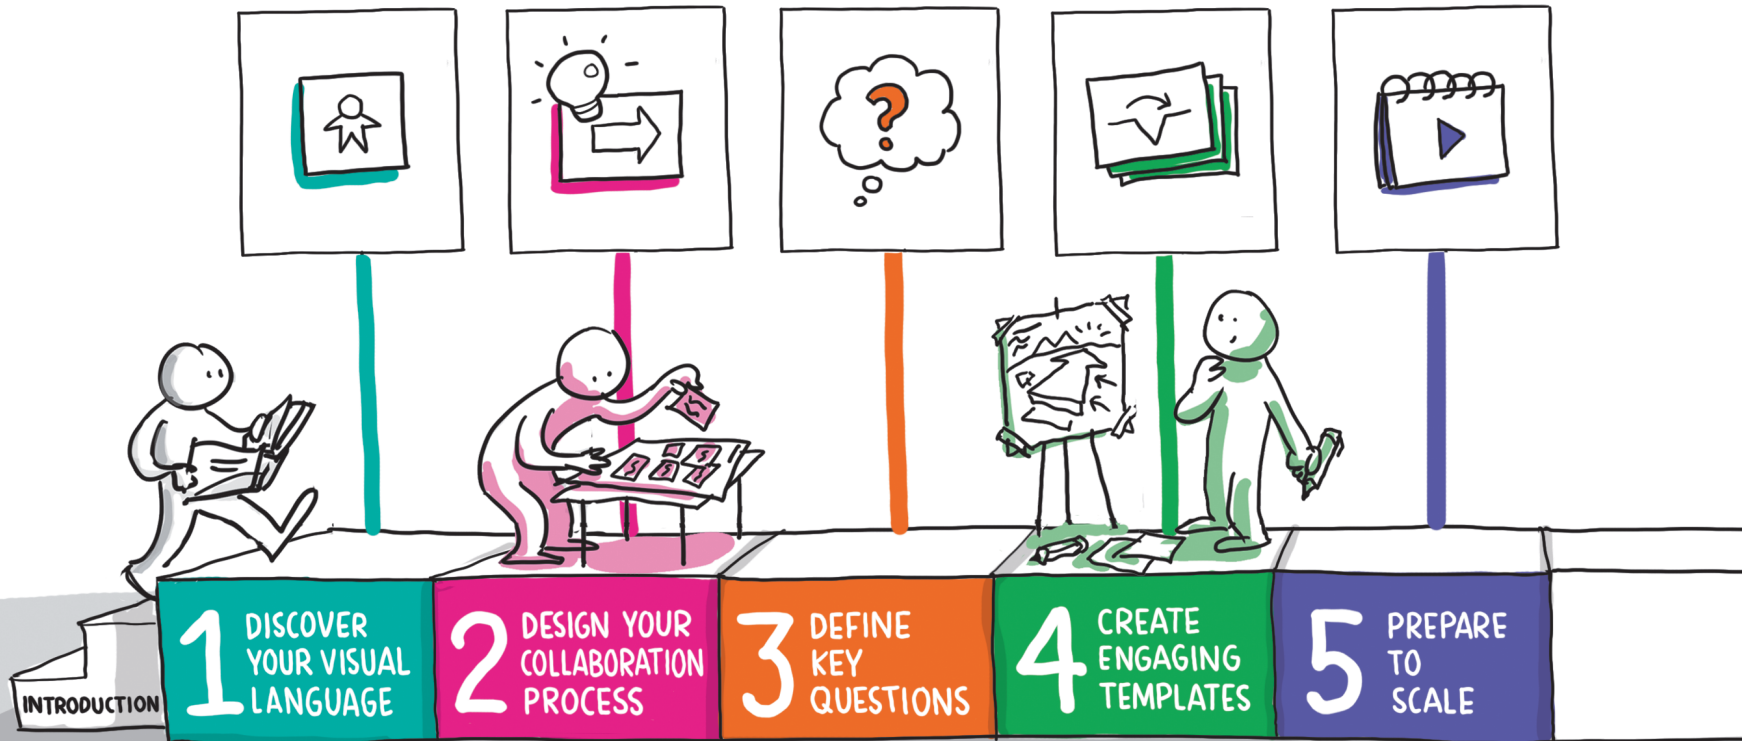 INTRODUCTION
1
DISCOVER
YOUR VISUAL
LANGUAGE
2
DESIGN YOUR
COLLABORATION
PROCESS
?
3
DEFINE
KEY
QUESTIONS
4
CREATE
ENGAGING
TEMPLATES
5
PREPARE
TO
SCALE